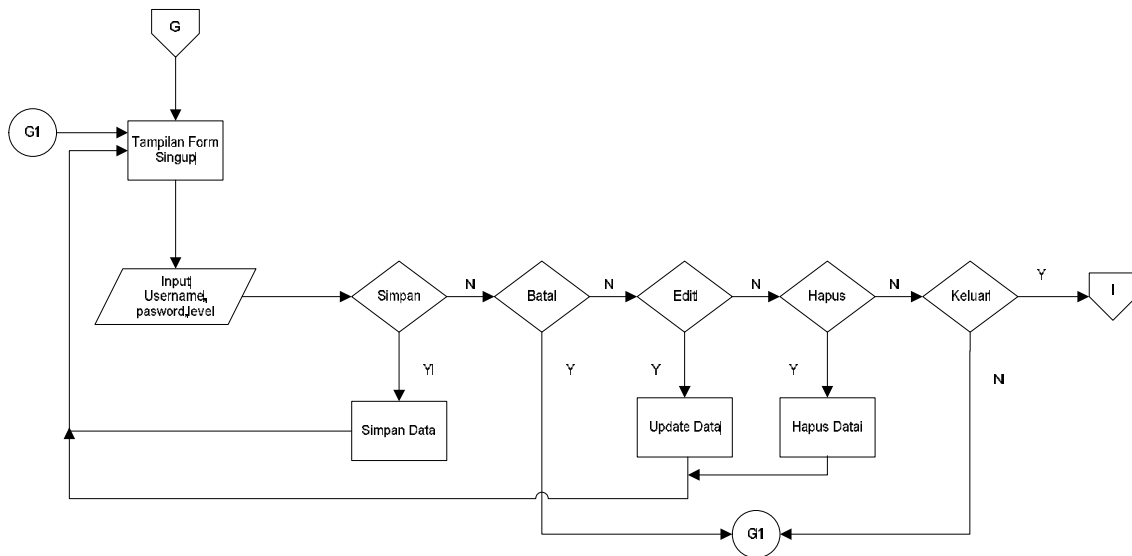 G
G1
Tampilan Form
Singup
Input
Username,
pasword,level
Simpan
N
Batal
N
Edit
N
Hapus
N
Keluar
Y
I
Y
Y
Y
Y
N
Simpan Data
Update Data
Hapus Data
G1